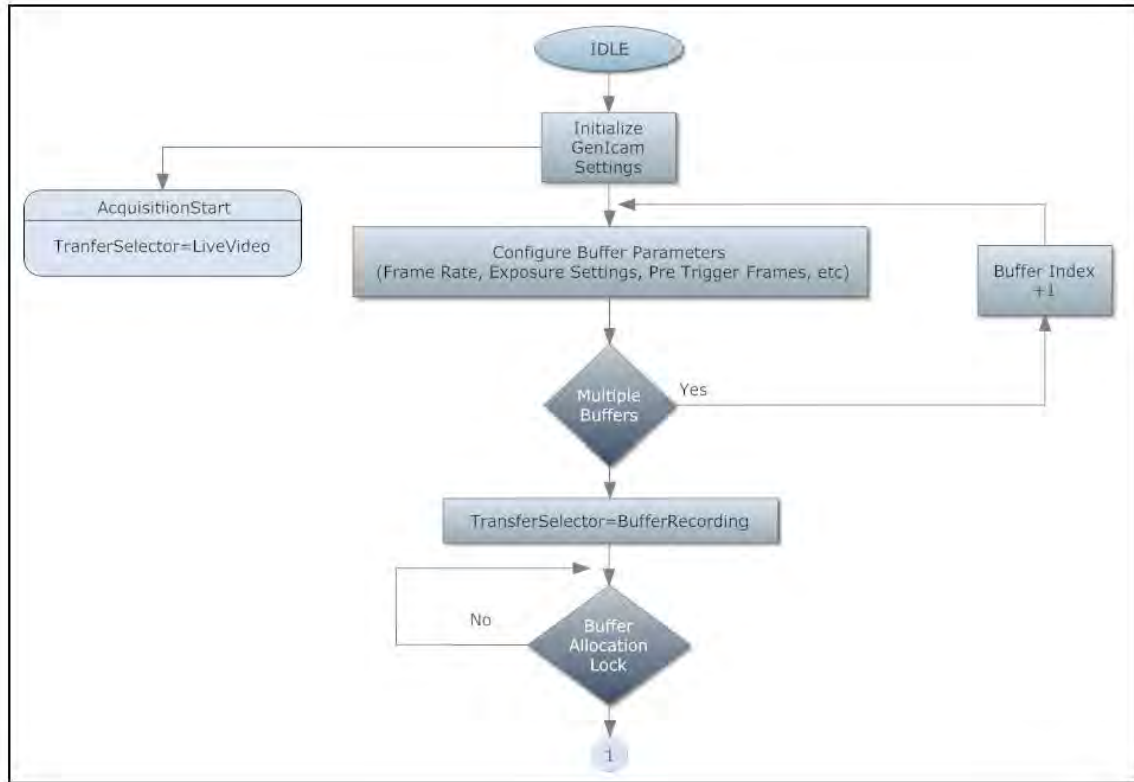 IDLE
Initialize
GenIcam
Settings
AcquisitiionStart
TranferSelector=LiveVideo
Configure Buffer Parameters
(Frame Rate, Exposure Settings, Pre Trigger Frames, etc)
Buffer Index
+1
Multiple
Buffers
Yes
TransferSelector=BufferRecording
No
Buffer
Allocation
Lock
1